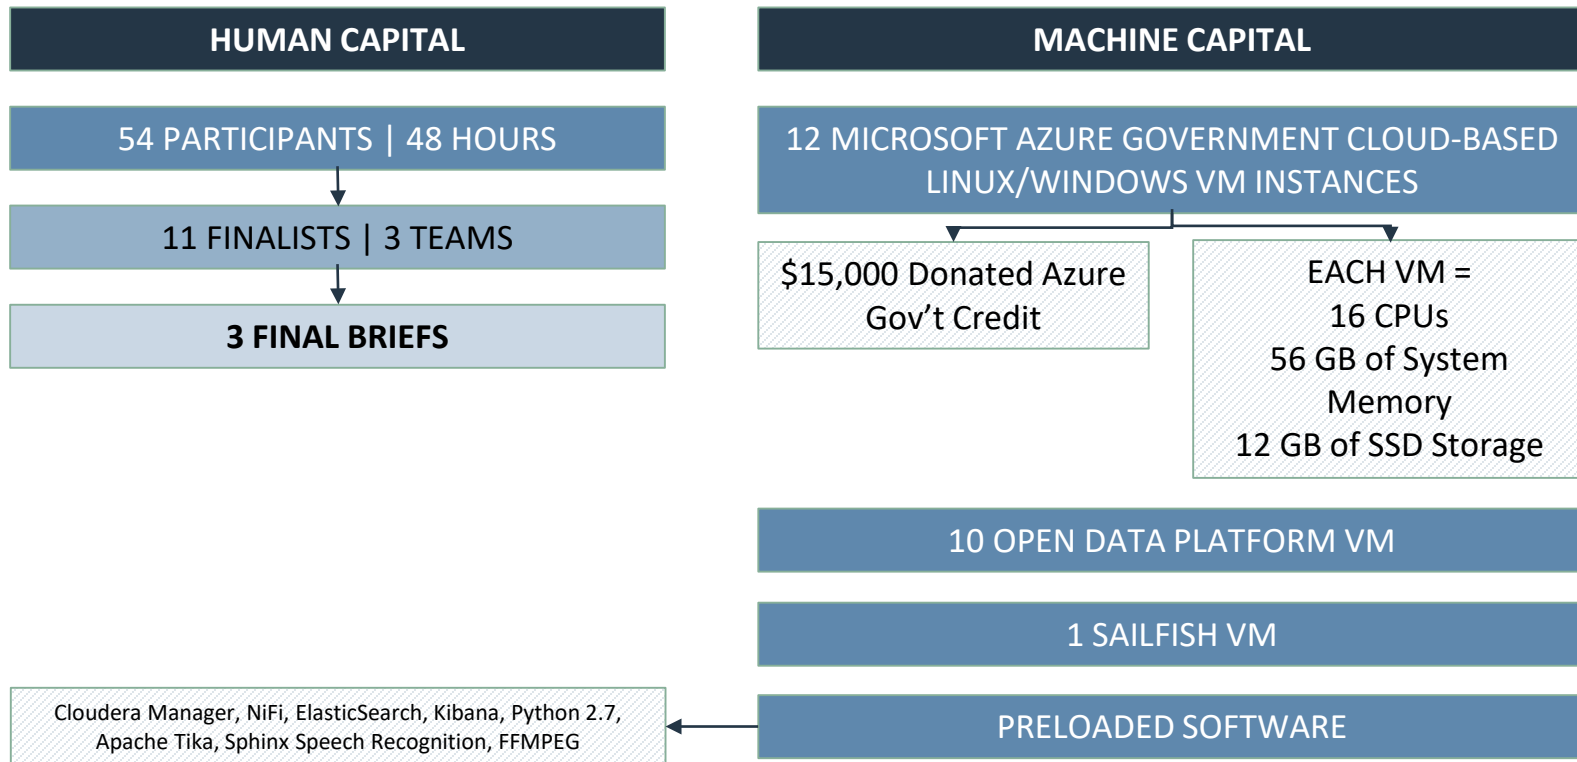 HUMAN CAPITAL
54 PARTICIPANTS | 48 HOURS
11 FINALISTS | 3 TEAMS
3 FINAL BRIEFS
MACHINE CAPITAL
12 MICROSOFT AZURE GOVERNMENT CLOUD-BASED
LINUX/WINDOWS VM INSTANCES
$15,000 Donated Azure
Gov't Credit
EACH VM =
16 CPUs
56 GB of System
Memory
12 GB of SSD Storage
10 OPEN DATA PLATFORM VM
1 SAILFISH VM
PRELOADED SOFTWARE
Cloudera Manager, NiFi, ElasticSearch, Kibana, Python 2.7,
Apache Tika, Sphinx Speech Recognition, FFMPEG